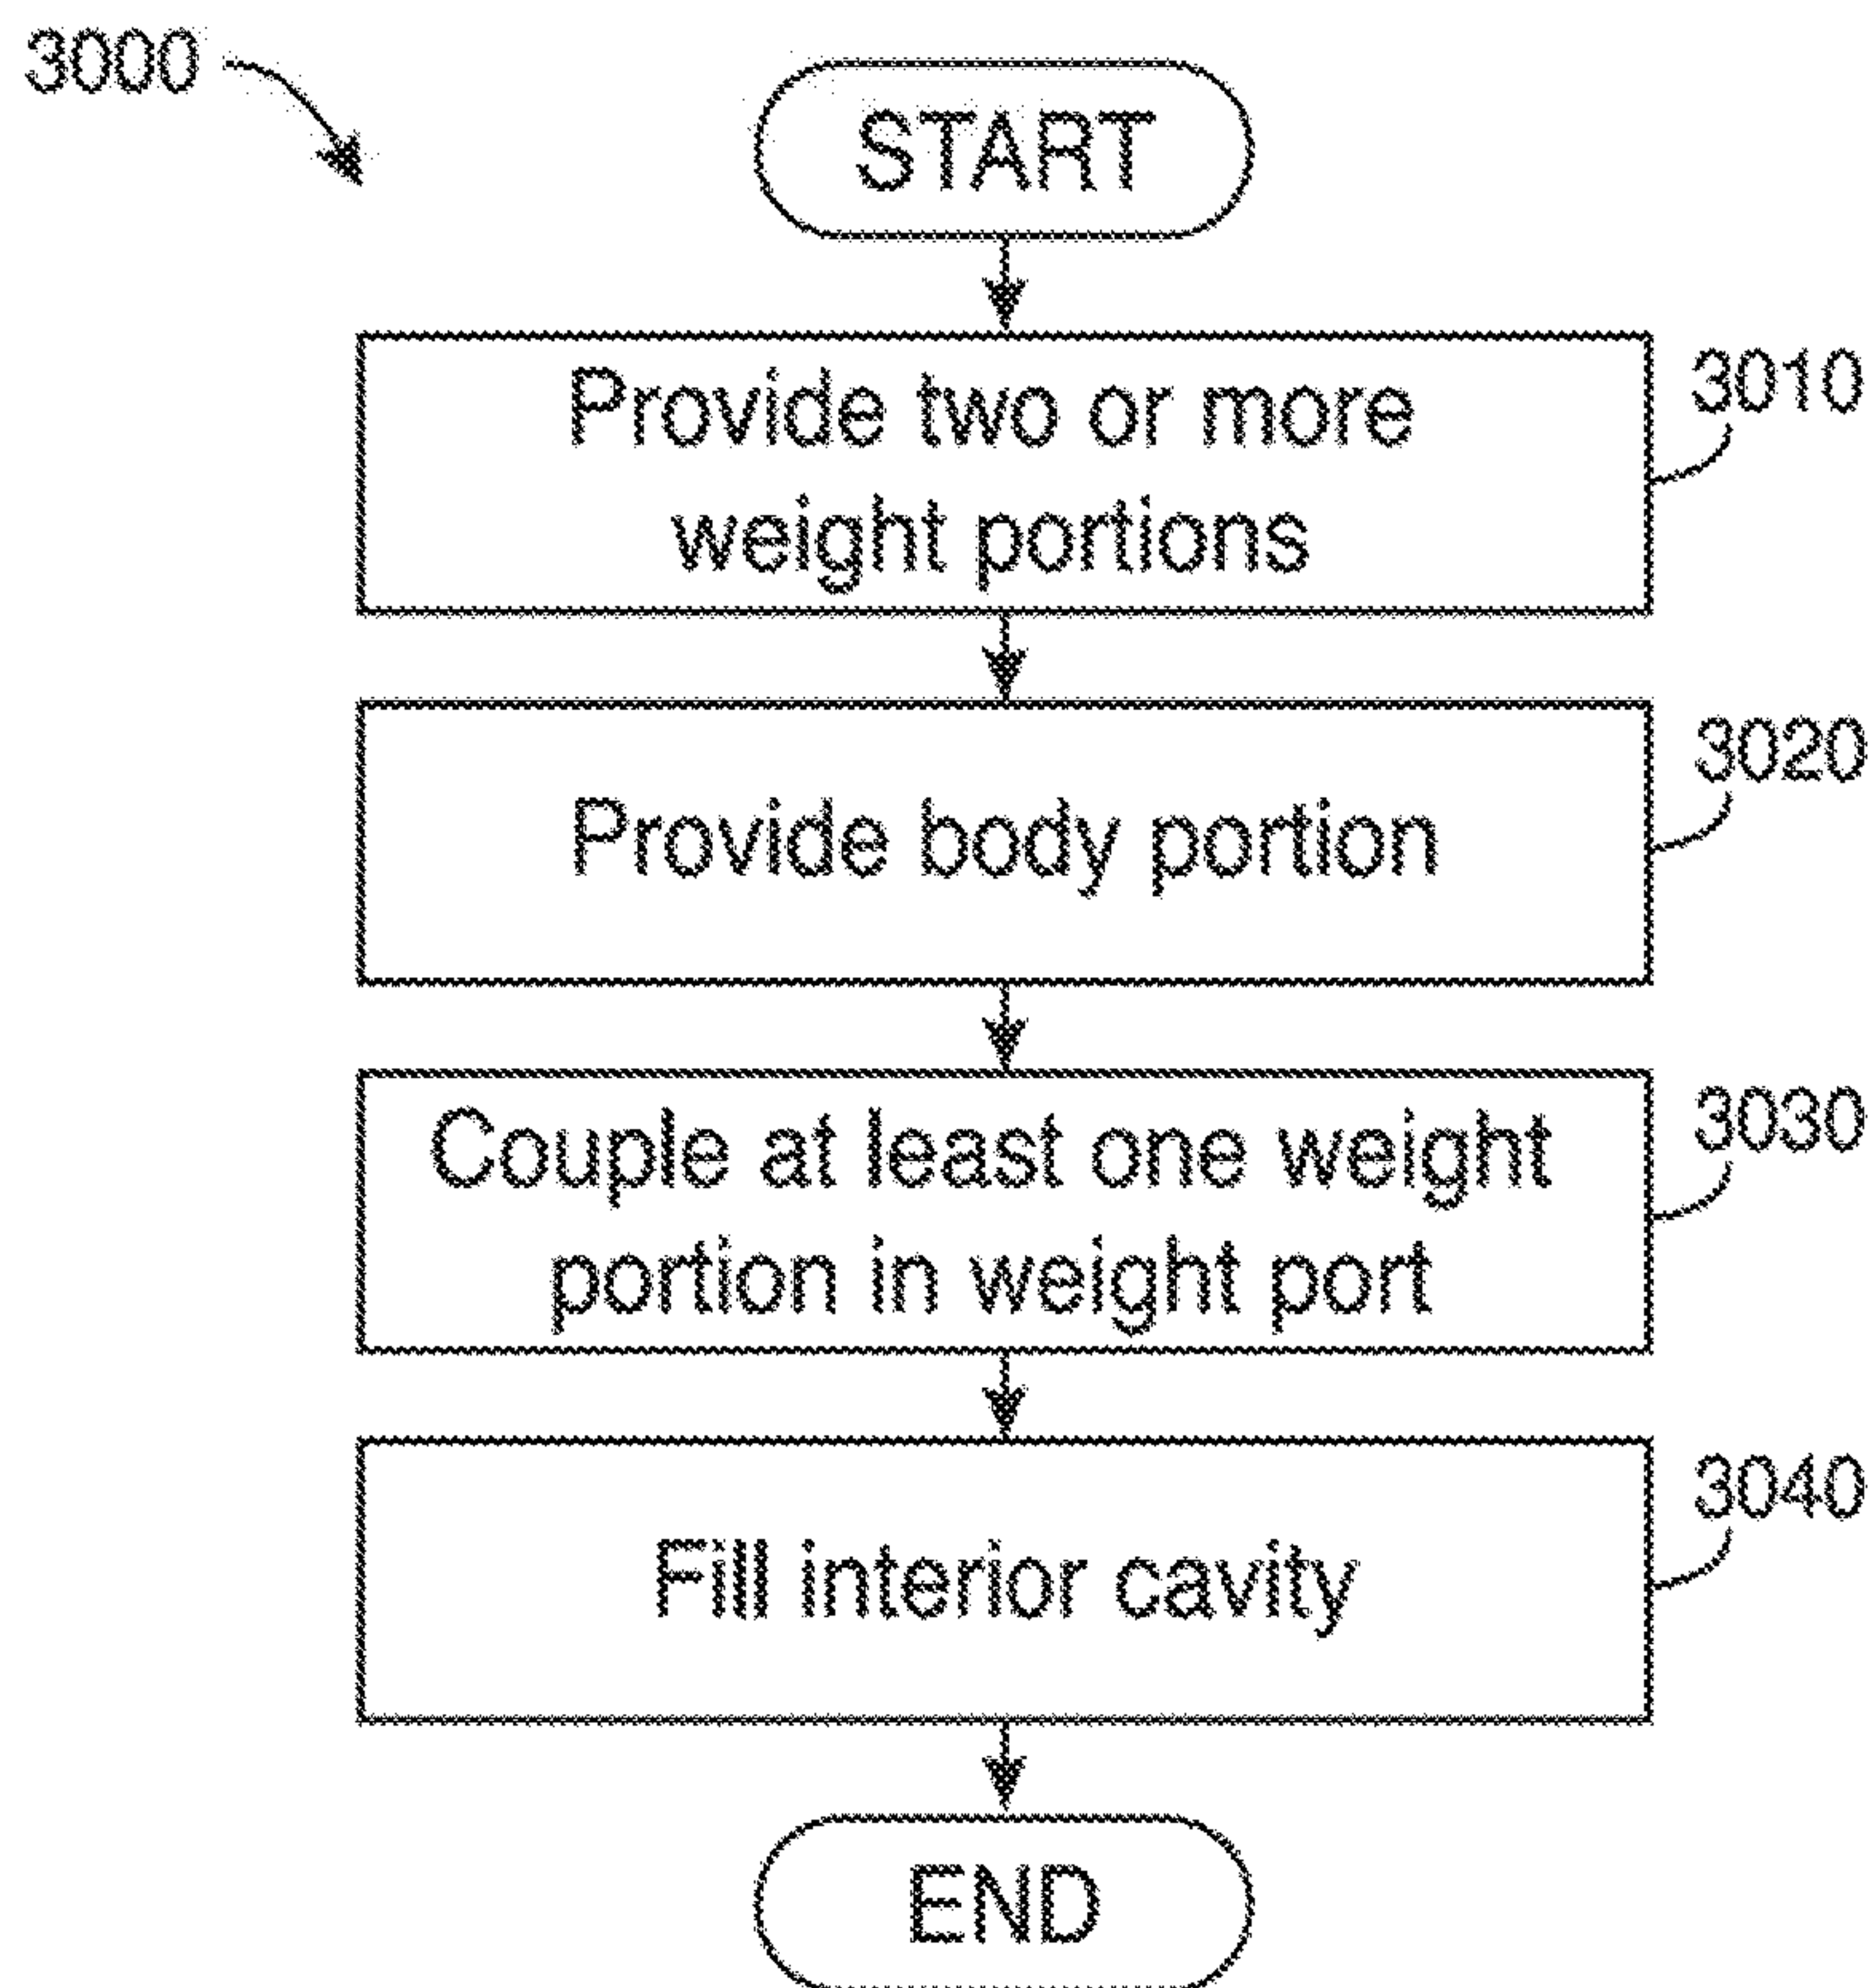 3000
START
Provide two or more
weight portions
3010
Provide body portion
3020
Couple at least one weight
portion in weight port
3030
Fill interior cavity
3040
END